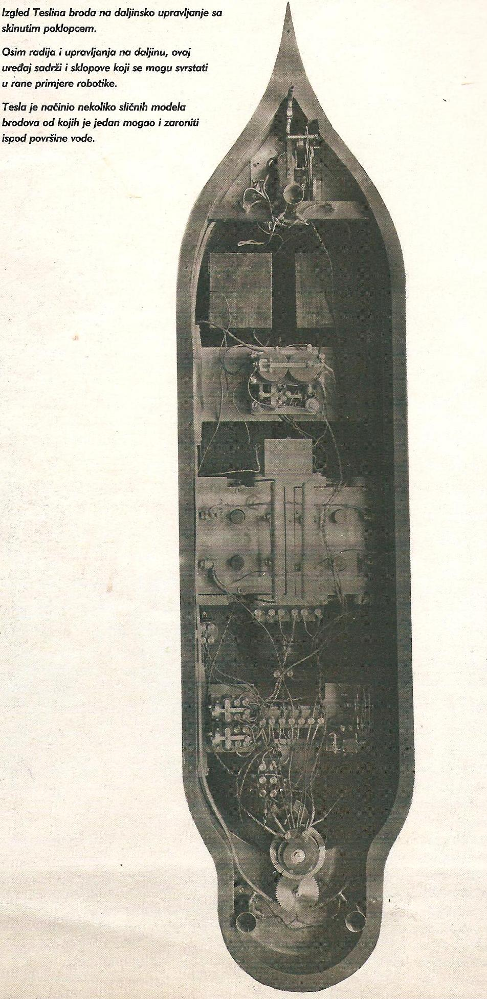 Izgled Teslina broda na daljinsko upravljanje sa
skinutim poklopcem.
Osim radija i upravljanja na daljinu, ovaj
uređaj sadrži i sklopove koji se mogu svrstati
u rane primjere robotike.
Tesla je načinio nekoliko sličnih modela
brodova od kojih je jedan mogao i zaroniti
ispod površine vode.